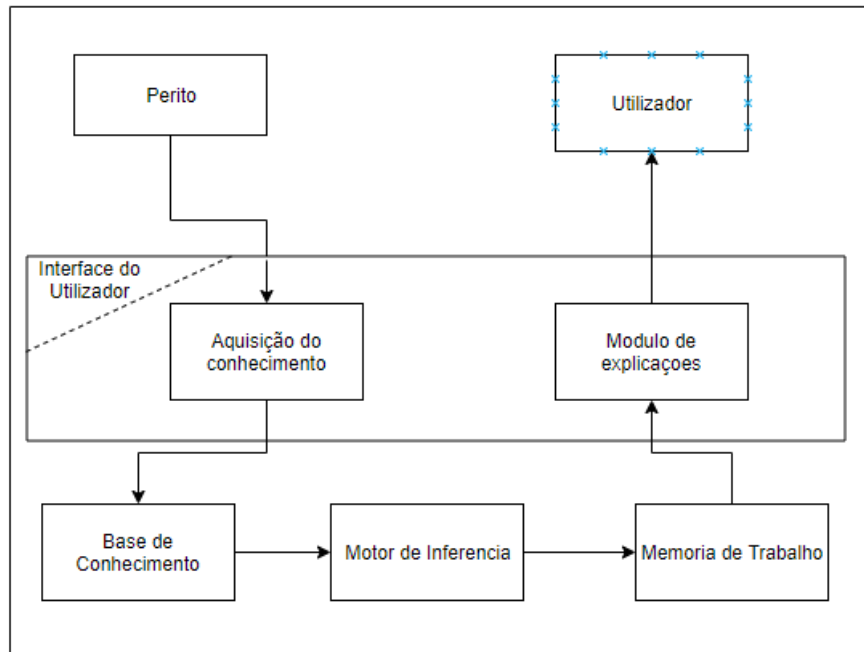 Perito
Utilizador
Interface do
Utilizador
Aquisição do
conhecimento
Modulo de
explicaçoes
Base de
Conhecimento
Motor de Inferencia
Memoria de Trabalho